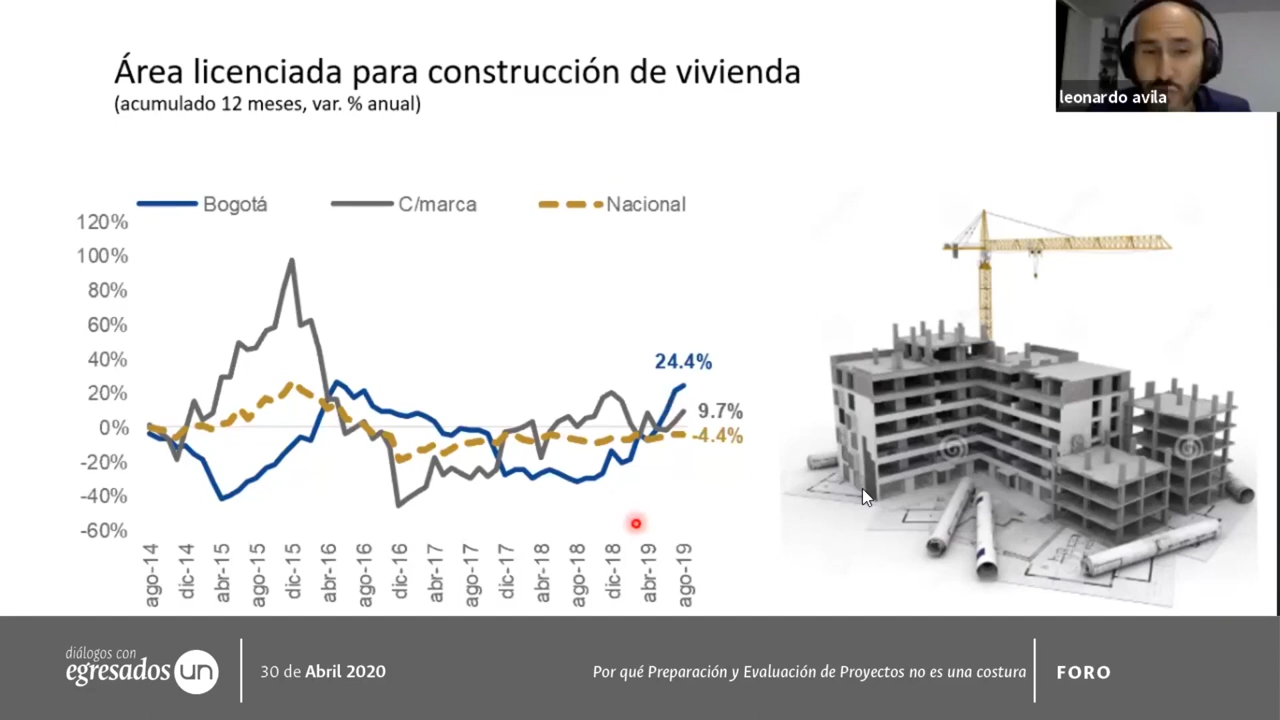 Área licenciada para construcción de vivienda
(acumulado 12 meses, var. % anual)
leonardo avila
Bogotá C/marca Nacional
120%
100%
80%
60%
40%
20%
0%
-20%
-40%
-60%
24.4%
9.7%
-4.4%
ago-14 dic-14 abr-15 ago-15 dic-15 abr-16 ago-16 dic-16 abr-17 ago-17 dic-17 abr-18 ago-18 dic-18 abr-19 ago-19
diálogos con
egresados un
30 de Abril 2020
Por qué Preparación y Evaluación de Proyectos no es una costura
FORO